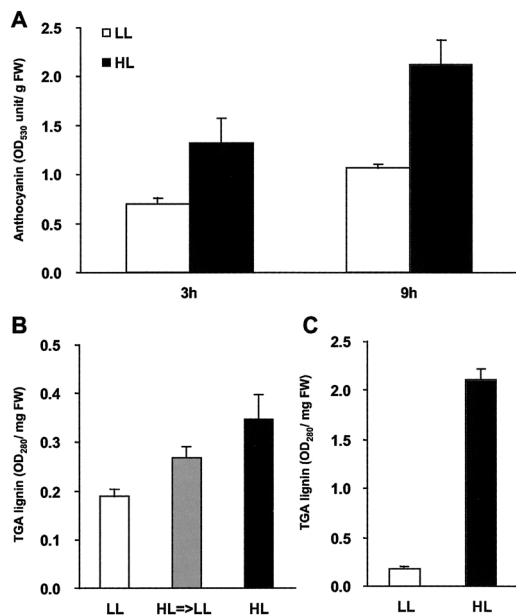 A
LL
HL
Anthocyanin (OD530 unit/ g FW)
2.5
2.0
1.5
1.0
0.5
0.0
3h 9h
B
TGA lignin (OD280/ mg FW)
0.5
0.4
0.3
0.2
0.1
0.0
LL HL=>LL HL
C
TGA lignin (OD280/ mg FW)
2.5
2.0
1.5
1.0
0.5
0.0
LL HL